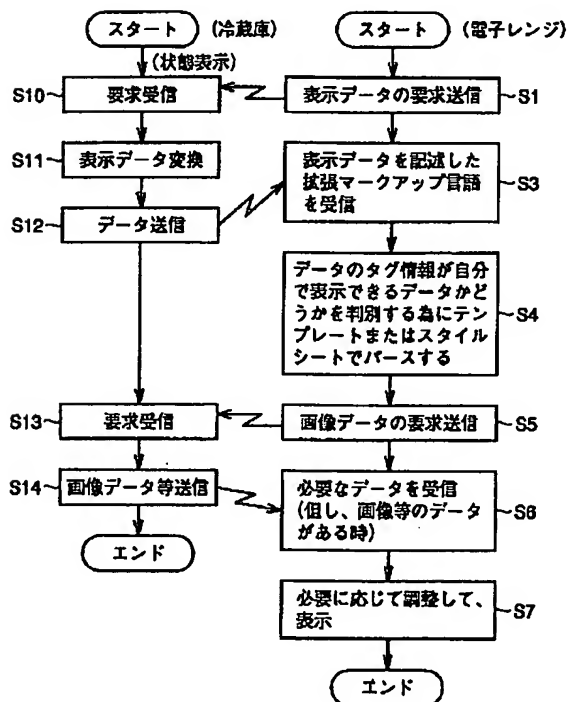 スタート (冷蔵庫)
(状態表示)
S10 要求受信
S11 表示データ変換
S12 データ送信
S13 要求受信
S14 画像データ等送信
エンド
スタート (電子レンジ)
表示データの要求送信 S1
表示データを記述した
拡張マークアップ言語
を受信
S3
データのタグ情報が自分
で表示できるデータかど
うかを判別する為にテン
プレートまたはスタイル
シートでパースする
S4
画像データの要求送信 S5
必要なデータを受信
(但し、画像等のデータ
がある時)
S6
必要に応じて調整して、
表示
S7
エンド